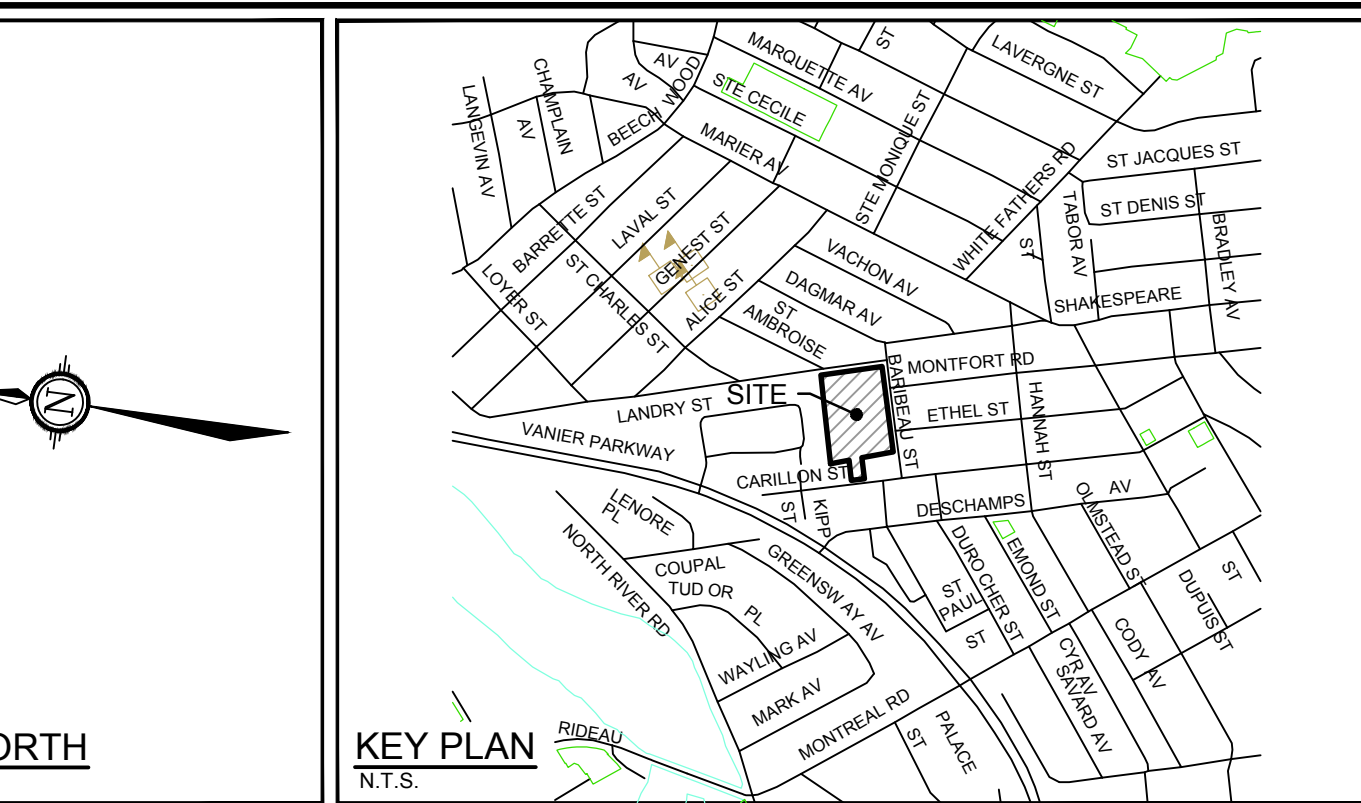 LAVERGNE ST
ST
MARQUETTE AV
AV
AV
BEECH WOOD
STE CECILE
CHAMPLAIN
AV
LANGEVIN AV
MARIER AV
STE MONIQUE ST
WHITE FATHERS RD
ST
ST JACQUES ST
ST DENIS ST
TABOR AV
BRADLEY AV
SHAKESPEARE
BARRETTE ST
LAVAL ST
GENEST ST
ALICE ST
LOYER ST
ST CHARLES ST
VACHON AV
DAGMAR AV
ST
AMBROISE
MONTFORT RD
BARIBEAU ST
ETHEL ST
HANNAH ST
SITE
LANDRY ST
VANIER PARKWAY
CARILLON ST
KIPP
ST
DESCHAMPS
AV
OLMSTEAD S
LENORE
PL
NORTH RIVER RD
COUPAL
TUD OR
PL
GREENSW AY AV
WAYLING AV
MARK AV
MONTREAL RD
ST
PAUL
ST
DURO CHER ST
EMOND ST
CYR AV
SAVARD AV
CODY AV
DUPUIS ST
ST
PALACE
ST
RIDEAU
N
ORTH
KEY PLAN
N.T.S.